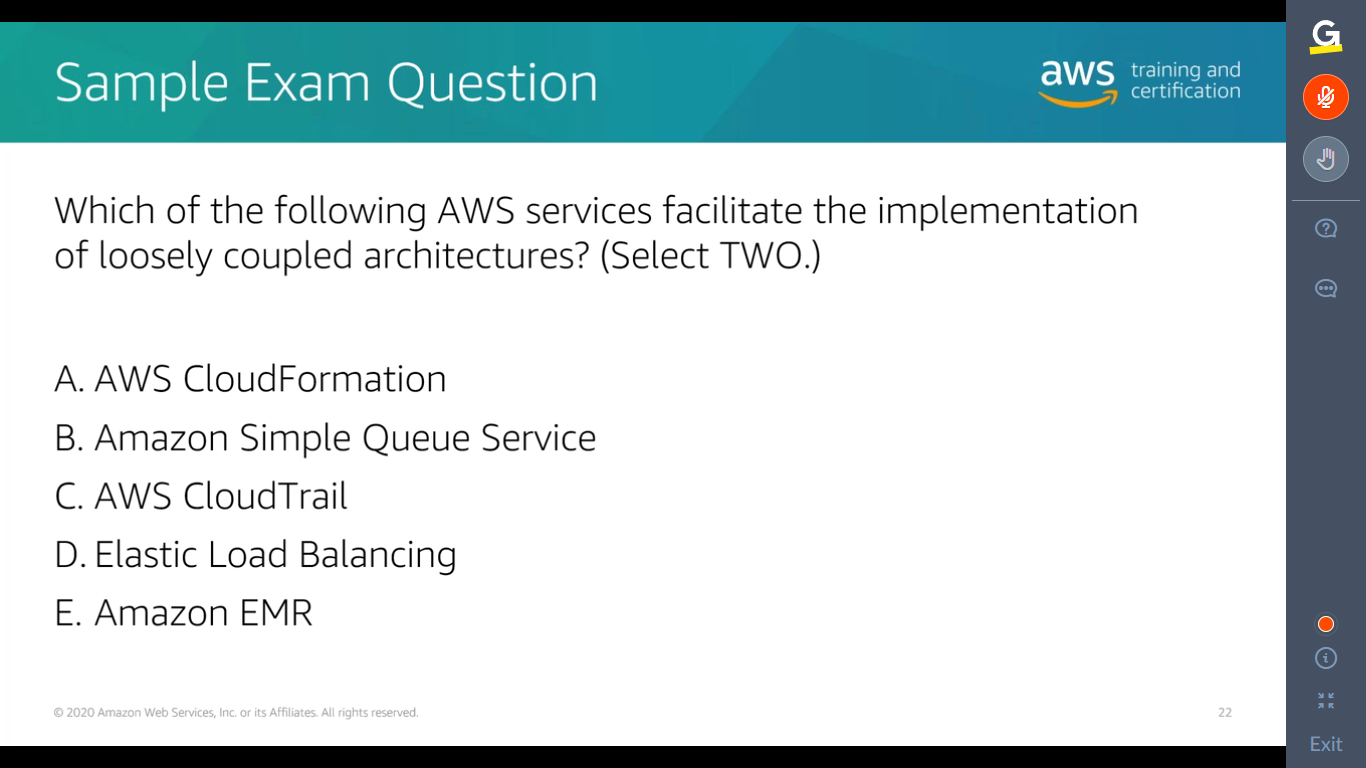 Sample Exam Question
aws training and
certification
Which of the following AWS services facilitate the implementation
of loosely coupled architectures? (Select TWO.)
A. AWS CloudFormation
B. Amazon Simple Queue Service
C. AWS CloudTrail
D. Elastic Load Balancing
E. Amazon EMR
© 2020 Amazon Web Services, Inc. or its Affiliates. All rights reserved.
22
G
Exit